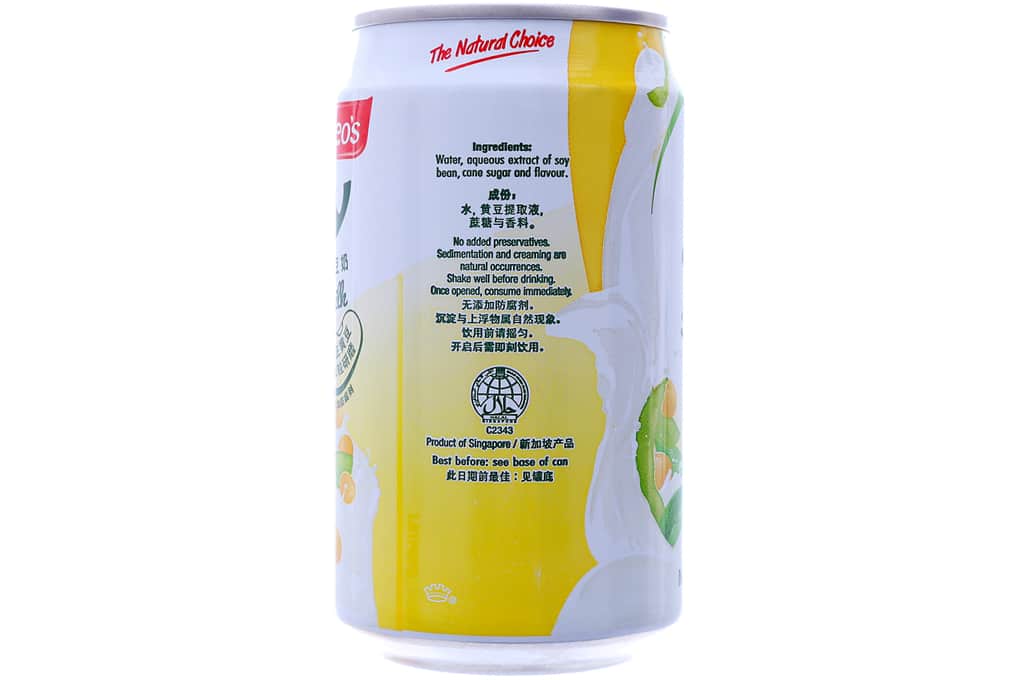 The Natural Choice
eo's
Ingredients:
Water, aqueous extract of soy
bean, cane sugar and flavour.
成份：
水, 黄豆提取液,
蔗糖与香料。
No added preservatives.
Sedimentation and creaming are
natural occurrences.
Shake well before drinking.
Once opened, consume immediately.
无添加防腐剂。
沉淀与上浮物属自然现象。
饮用前请摇匀。
开启后需即刻饮用。
奶
HALAL
SINGAPORE
C2343
Product of Singapore / 新加坡产品
Best before: see base of can
此日期前最佳：见罐底